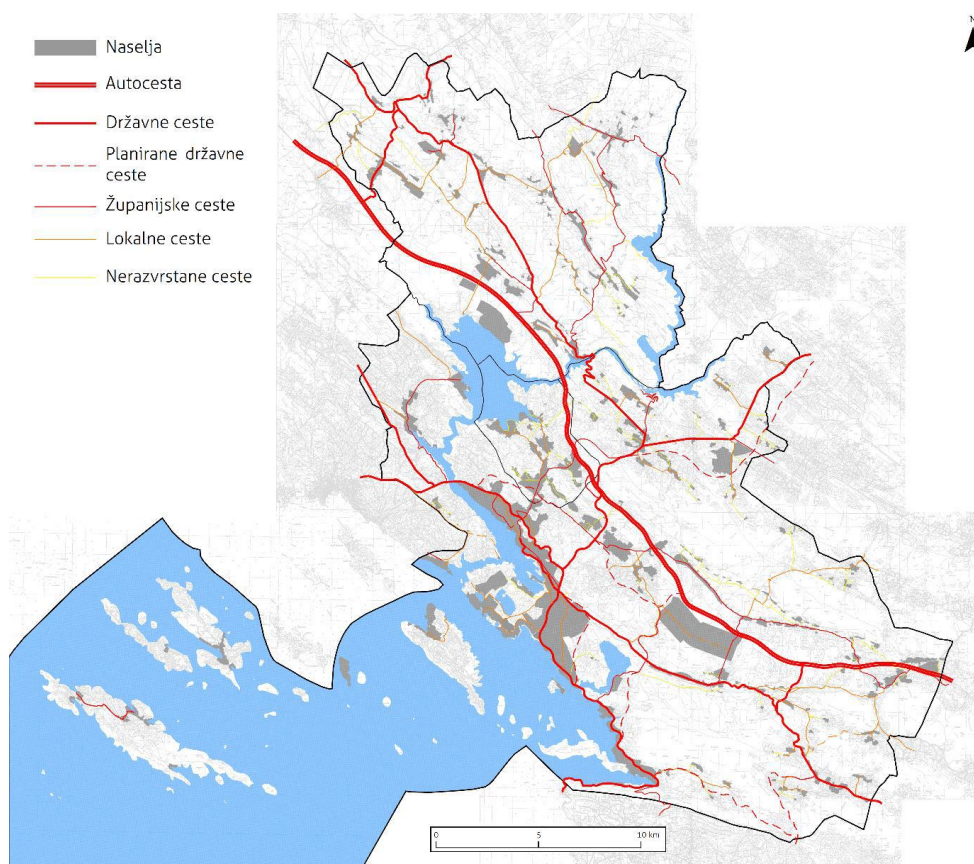 Naselja
Autocesta
Državne ceste
Planirane državne
ceste
Županijske ceste
Lokalne ceste
Nerazvrstane ceste
N
0 5 10 km